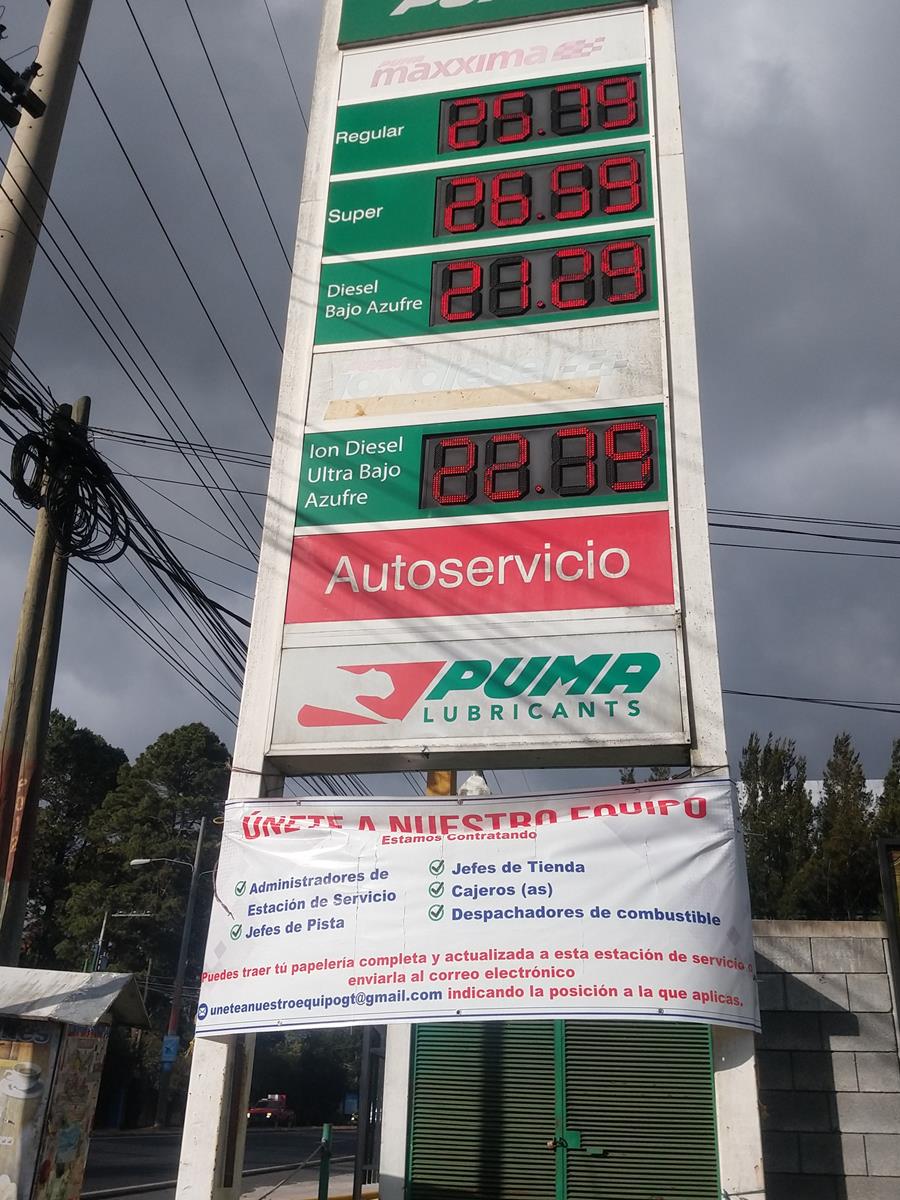 PUMA
maxxima
Regular 25.79
Super 26.59
Diesel
Bajo Azufre 21.29
Ion Diesel
Ultra Bajo
Azufre 22.79
Autoservicio
PUMA
LUBRICANTS
ÚNETE A NUESTRO EQUIPO
Estamos Contratando
Administradores de
Estación de Servicio
Jefes de Pista
Jefes de Tienda
Cajeros (as)
Despachadores de combustible
Puedes traer tú papelería completa y actualizada a esta estación de servicio o
enviarla al correo electrónico
uneteanuestroequipogt@gmail.com indicando la posición a la que aplicas.